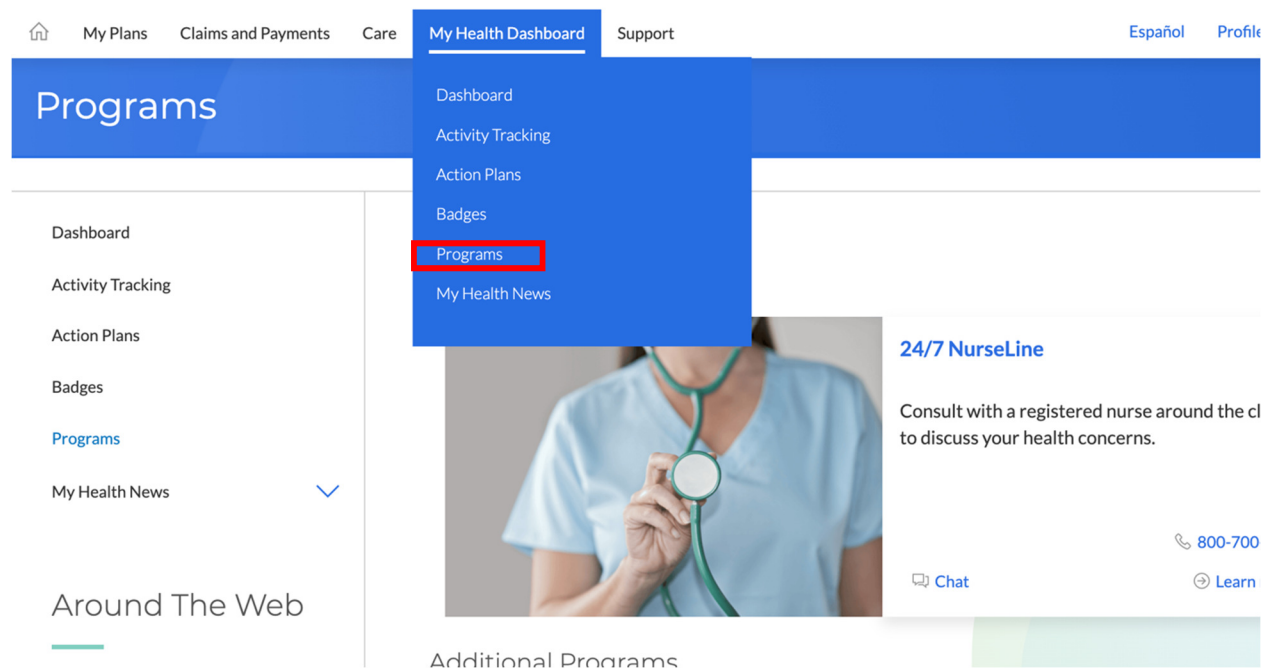 My Plans Claims and Payments Care My Health Dashboard Support Español Profile
Programs
Dashboard
Activity Tracking
Action Plans
Badges
Programs
My Health News
Dashboard
Activity Tracking
Action Plans
Badges
Programs
My Health News
Around The Web
24/7 NurseLine
Consult with a registered nurse around the cl
to discuss your health concerns.
800-700
Chat Learn
Additional Programs